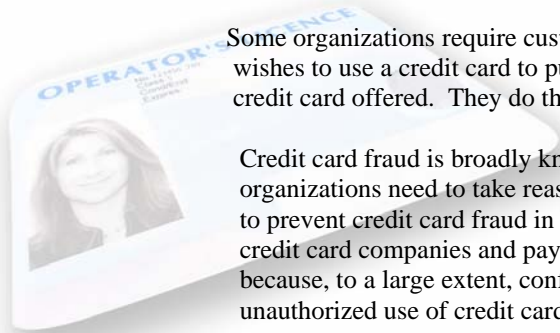 OPERATOR'S LICENCE
Some organizations require cust
wishes to use a credit card to pu
credit card offered. They do th
Credit card fraud is broadly kn
organizations need to take reas
to prevent credit card fraud in
credit card companies and pay
because, to a large extent, conf
unauthorized use of credit card